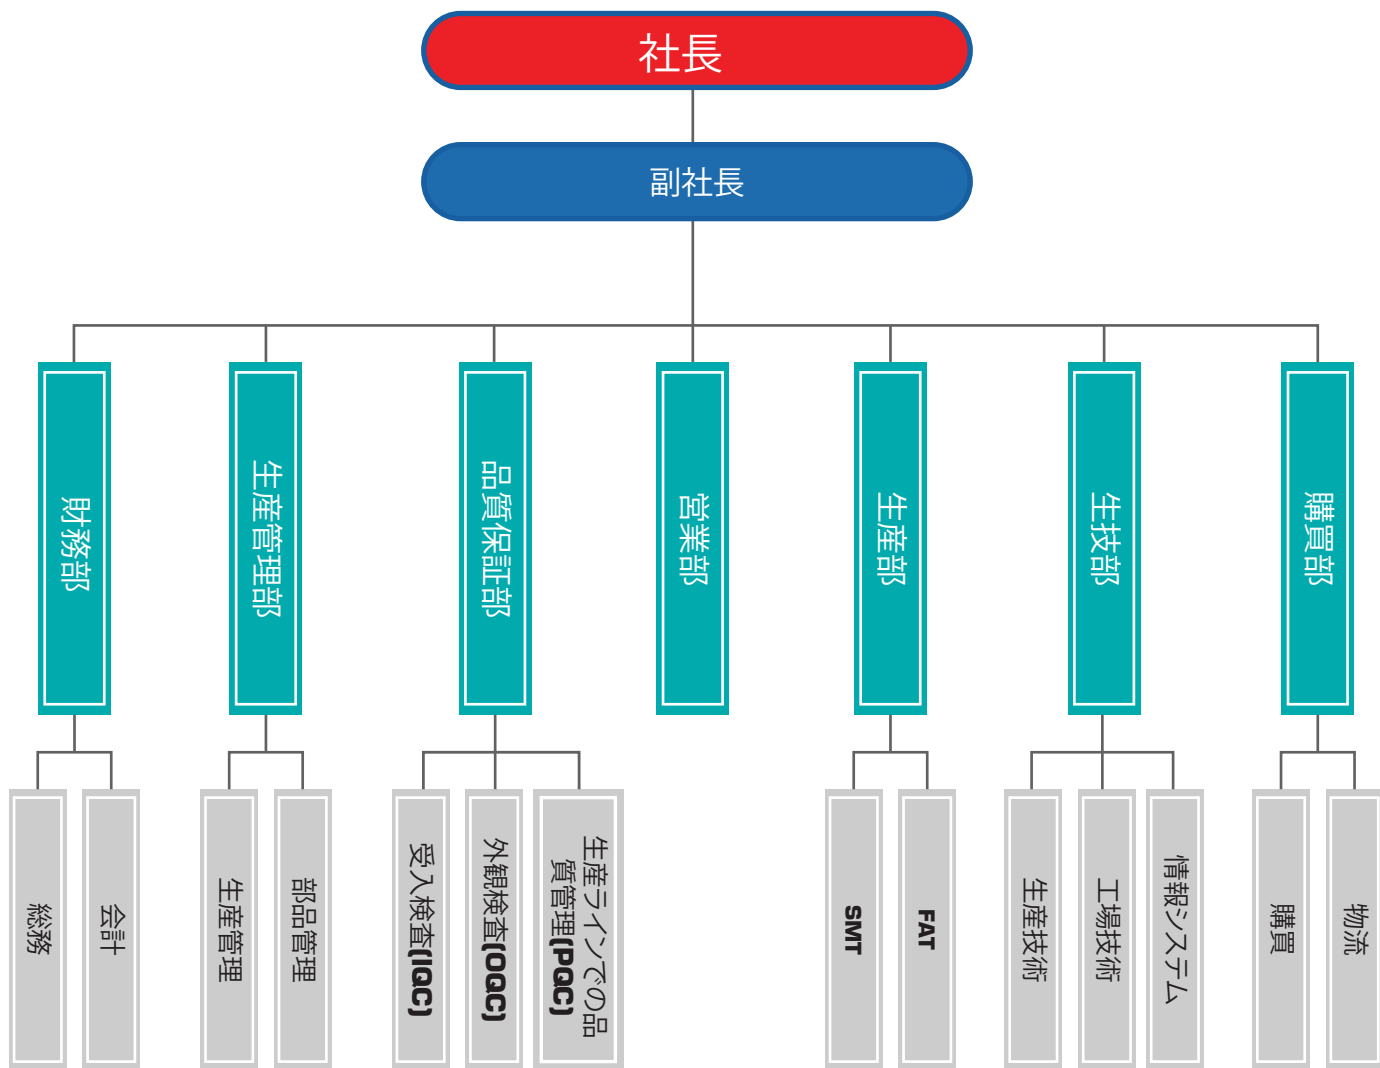 社長
副社長
財務部
生産管理部
品質保証部
営業部
生産部
生技部
購買部
総務
会計
生産管理
部品管理
受入検査(IQC)
外観検査(OQC)
生産ラインでの品
質管理(PQC)
SMT
FAT
生産技術
工場技術
情報システム
購買
物流